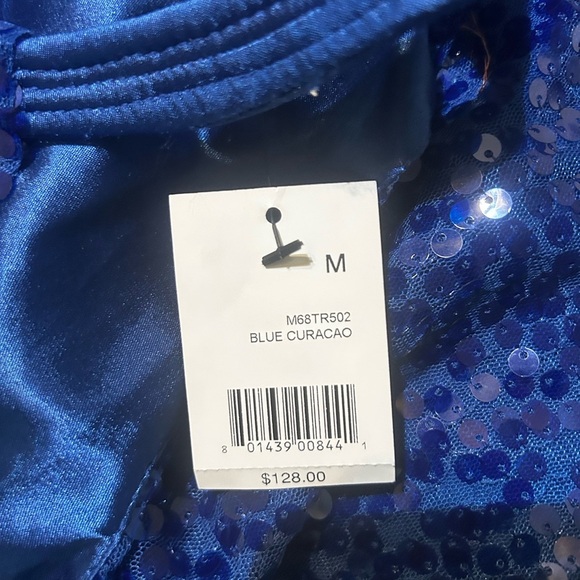 M
M68TR502
BLUE CURACAO
8 01439 00844 1
$128.00